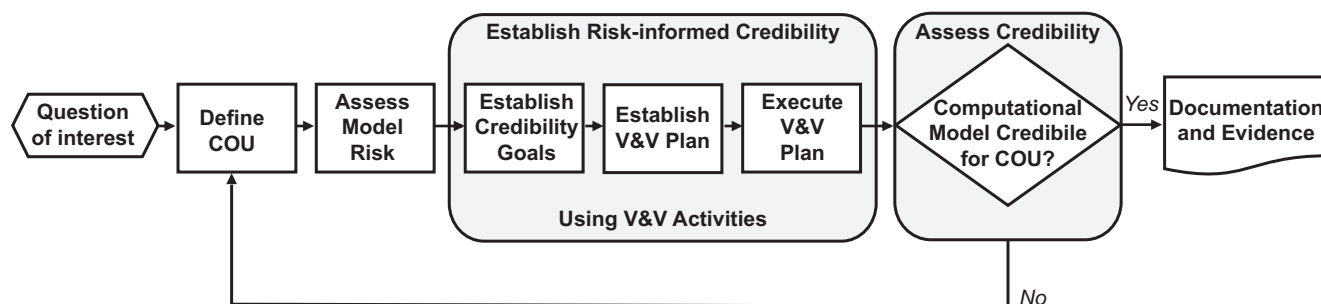 Establish Risk-informed Credibility
Assess Credibility
Question
of interest
Define
COU
Assess
Model
Risk
Establish
Credibility
Goals
Establish
V&V Plan
Execute
V&V
Plan
Computational
Model Credibile
for COU?
Yes
Documentation
and Evidence
Using V&V Activities
No